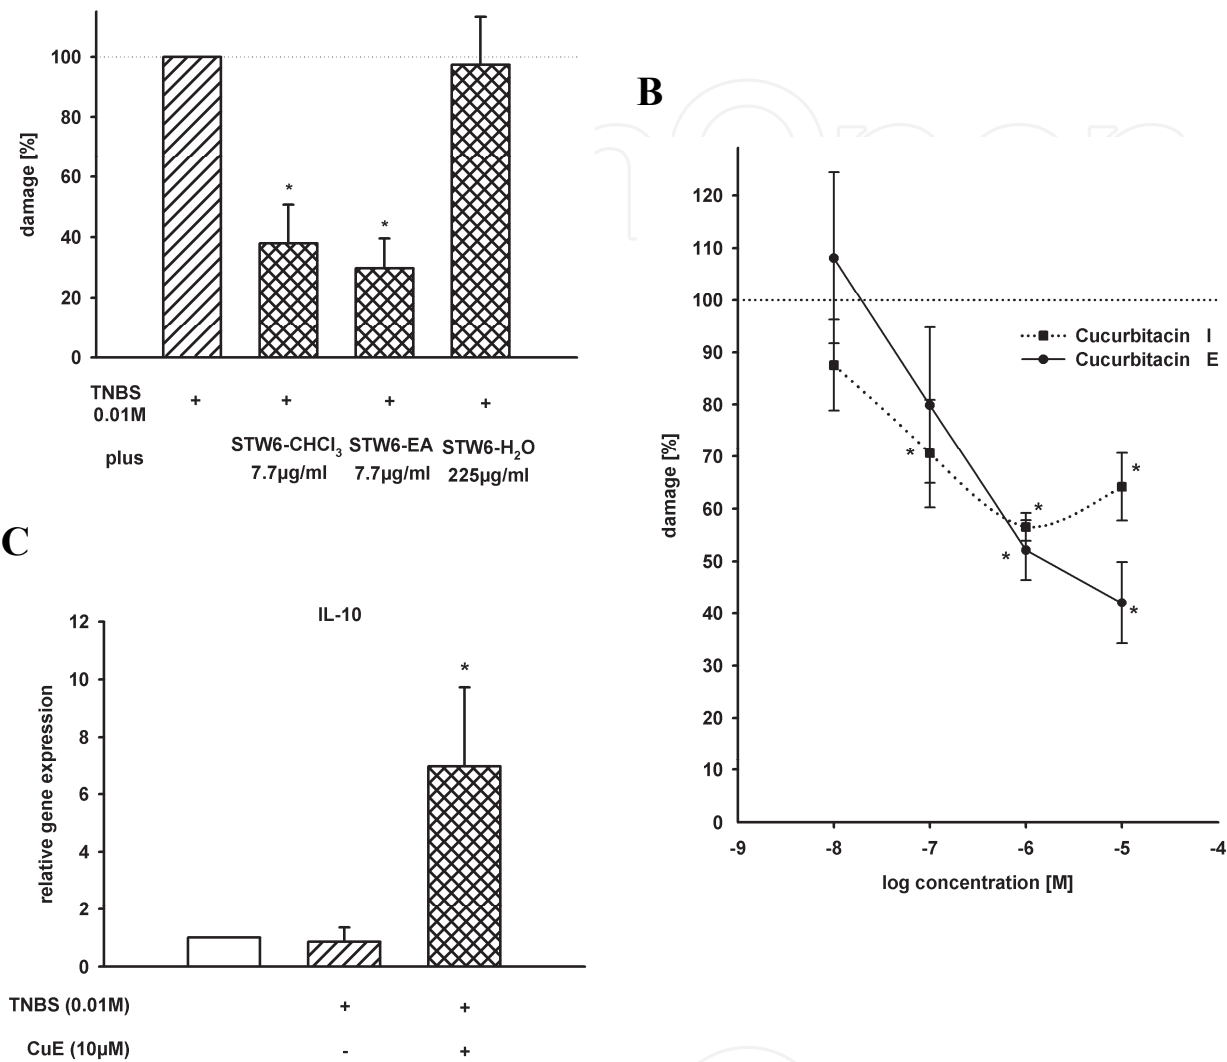 100
80
60
40
20
0
damage [%]
*
*
TNBS
0.01M
+ + + +
plus
STW6-CHCl3 STW6-EA STW6-H2O
7.7µg/ml 7.7µg/ml 225µg/ml
B
120
110
100
90
80
70
60
50
40
30
20
10
0
damage [%]
Cucurbitacin I
Cucurbitacin E
*
*
*
*
*
-9 -8 -7 -6 -5 -4
log concentration [M]
C
IL-10
12
10
8
6
4
2
0
relative gene expression
*
TNBS (0.01M) + +
CuE (10µM) - +